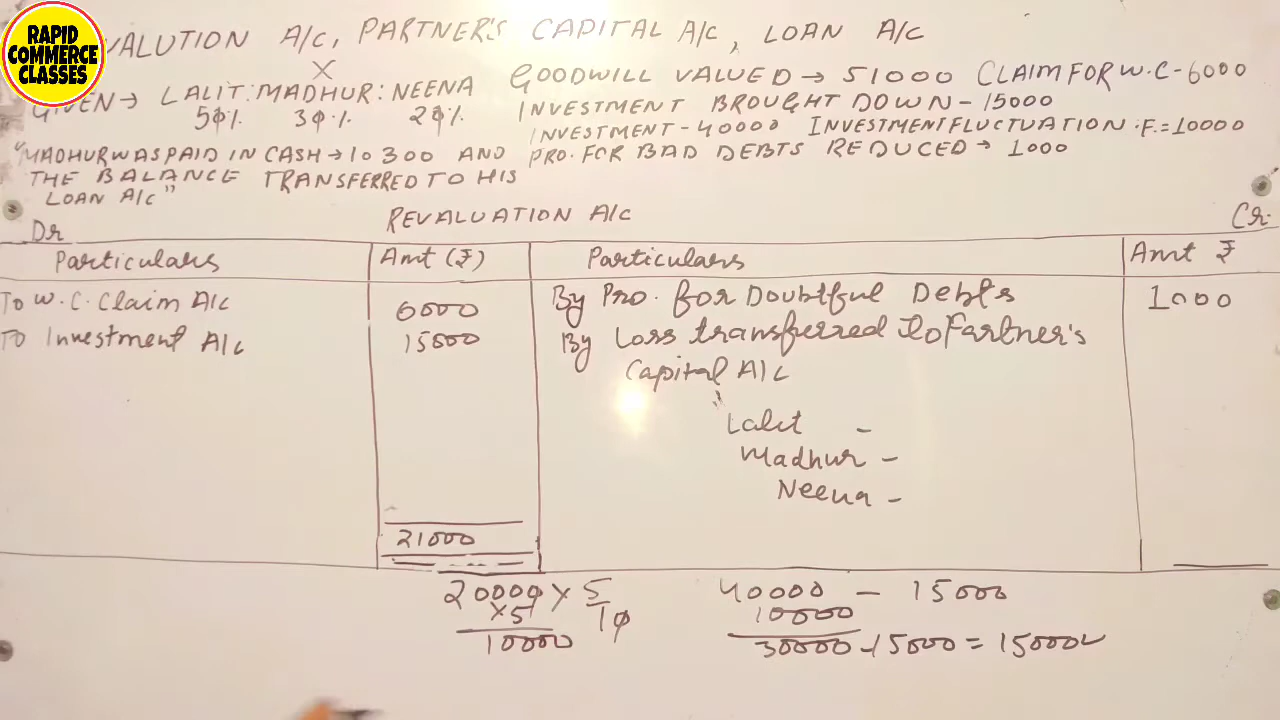 RAPID
COMMERCE
CLASSES
VALUTION A/C, PARTNER'S CAPITAL A/C, LOAN A/C
X
GIVEN → LALIT : MADHUR : NEENA
50% 30% 20%
GOODWILL VALUED → 51000 CLAIM FOR W.C - 6000
INVESTMENT BROUGHT DOWN - 15000
INVESTMENT - 40000 INVESTMENT FLUCTUATION .F. = 10000
PRO. FOR BAD DEBTS REDUCED → 1000
"MADHUR WAS PAID IN CASH → 10300 AND
THE BALANCE TRANSFERRED TO HIS
LOAN A/C"
REVALUATION A/C
Dr Cr.
Particulars Amt (₹) Particulars Amt ₹
To W.C. Claim A/C 6000 By Pro. for Doubtful Debts 1000
To Investment A/C 15000 By Loss transferred to Partner's
Capital A/C
Lalit -
Madhur -
Neena -
21000
20000 X 5
X5 10
10000
40000 - 15000
10000
30000 - 15000 = 15000